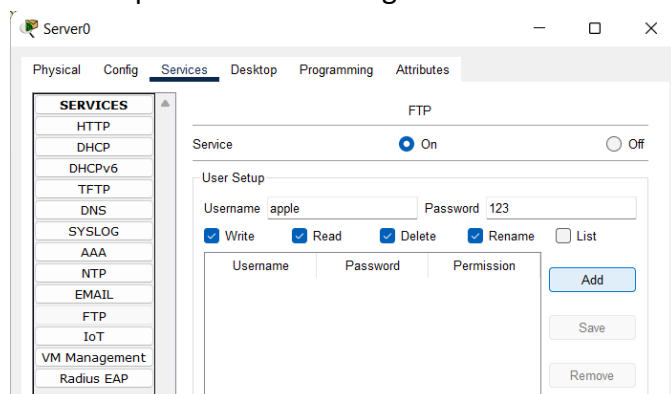 Server0
Physical Config Services Desktop Programming Attributes
SERVICES
HTTP
DHCP
DHCPv6
TFTP
DNS
SYSLOG
AAA
NTP
EMAIL
FTP
IoT
VM Management
Radius EAP
FTP
Service On Off
User Setup
Username apple Password 123
Write Read Delete Rename List
Username Password Permission
Add
Save
Remove